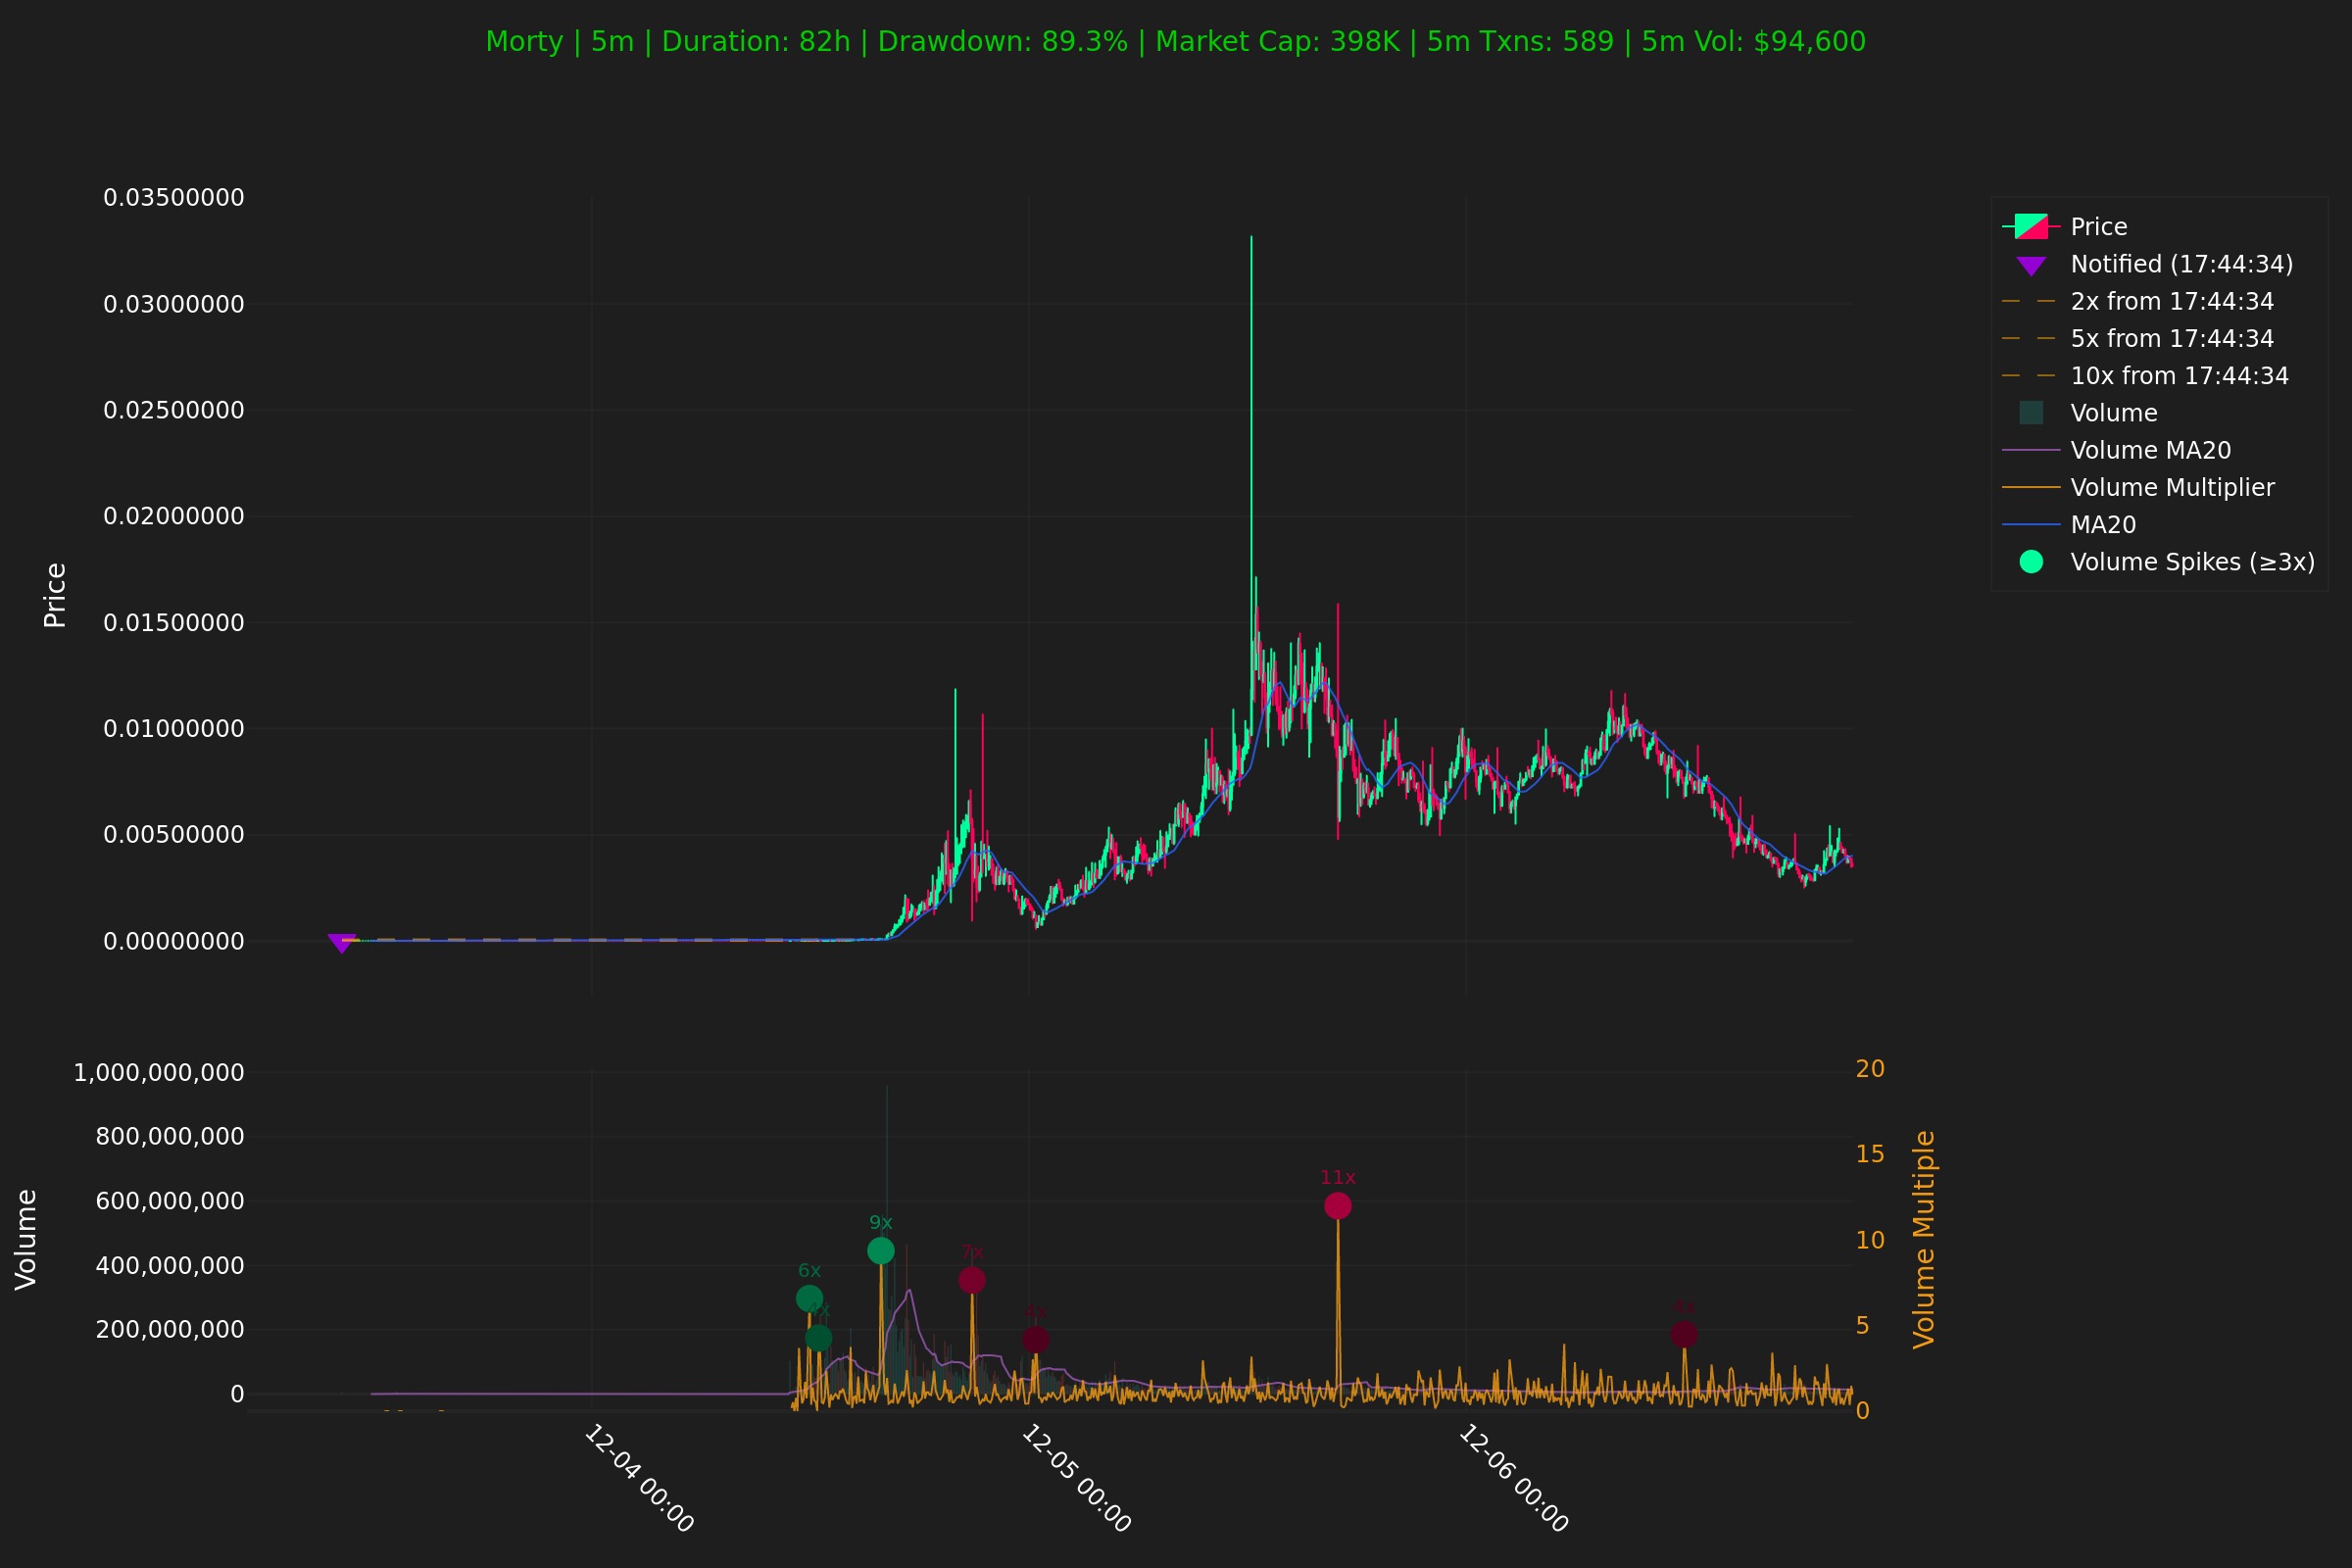 Morty | 5m | Duration: 82h | Drawdown: 89.3% | Market Cap: 398K | 5m Txns: 589 | 5m Vol: $94,600
0.03500000
0.03000000
0.02500000
0.02000000
0.01500000
0.01000000
0.00500000
0.00000000
Price
Price
Notified (17:44:34)
2x from 17:44:34
5x from 17:44:34
10x from 17:44:34
Volume
Volume MA20
Volume Multiplier
MA20
Volume Spikes (≥3x)
1,000,000,000
800,000,000
600,000,000
400,000,000
200,000,000
0
Volume
6x
4x
9x
7x
11x
20
15
10
5
0
Volume Multiple
12-04 00:00
12-05 00:00
12-06 00:00